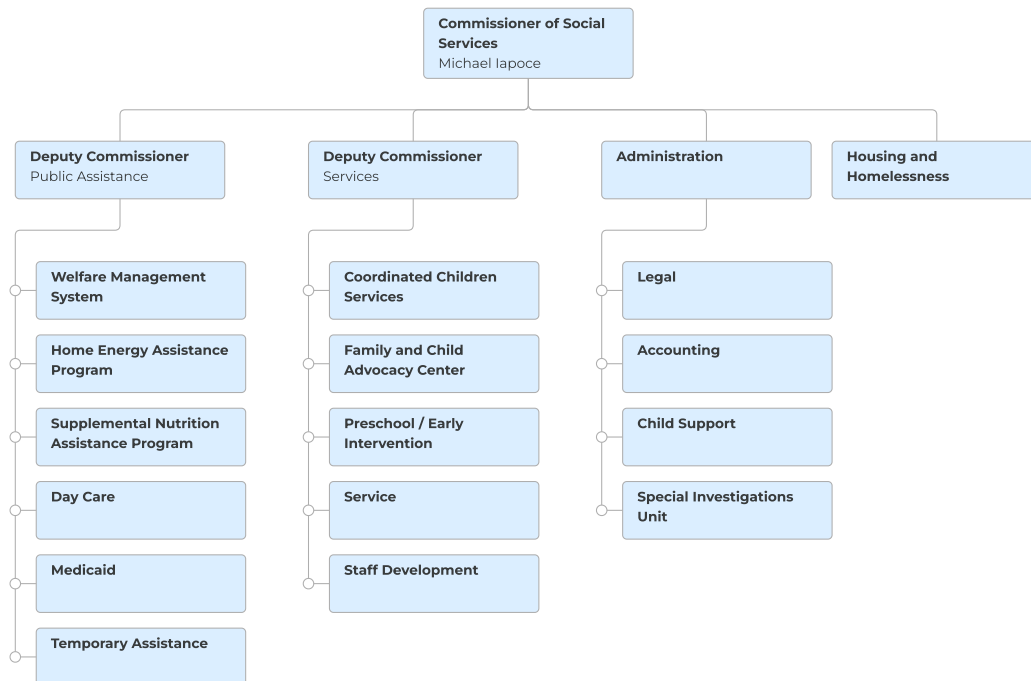 Commissioner of Social
Services
Michael Iapoce
Deputy Commissioner
Public Assistance
Deputy Commissioner
Services
Administration
Housing and
Homelessness
Welfare Management
System
Home Energy Assistance
Program
Supplemental Nutrition
Assistance Program
Day Care
Medicaid
Temporary Assistance
Coordinated Children
Services
Family and Child
Advocacy Center
Preschool / Early
Intervention
Service
Staff Development
Legal
Accounting
Child Support
Special Investigations
Unit